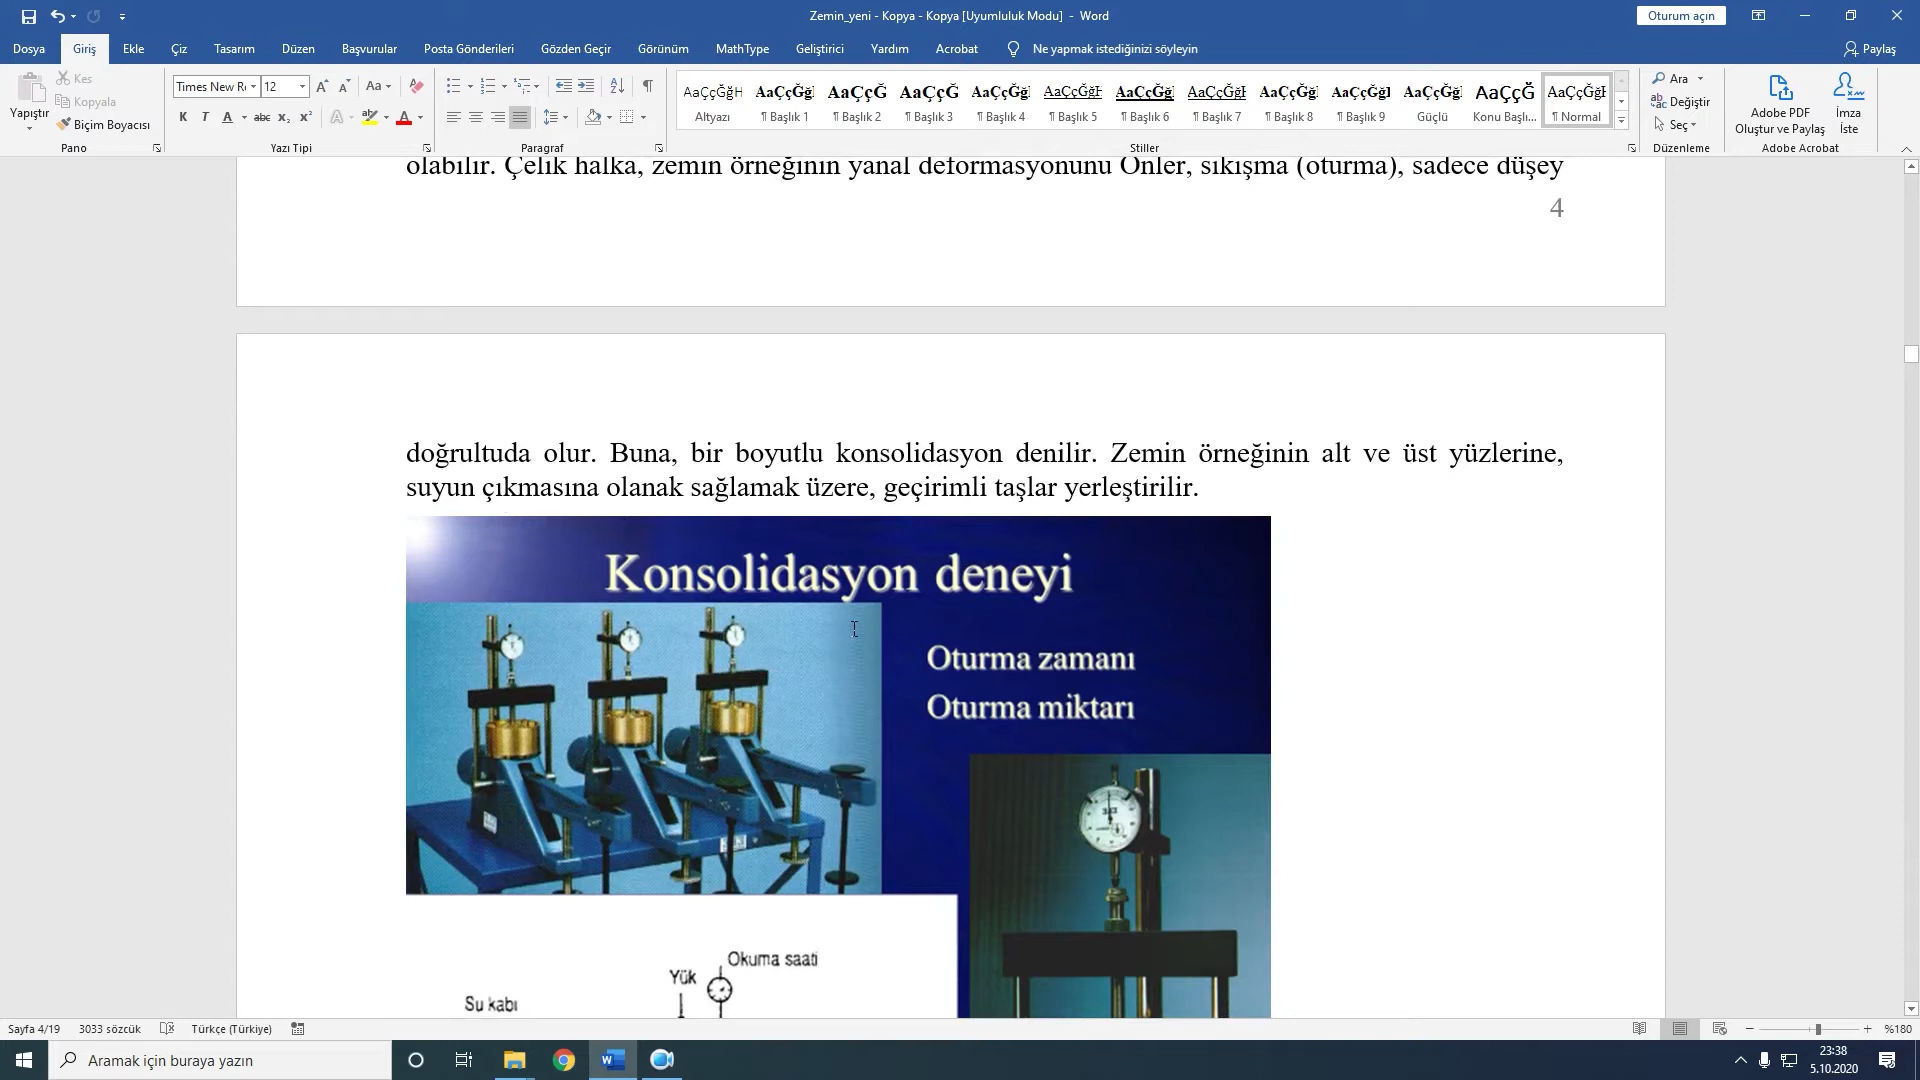 Zemin_yeni - Kopya - Kopya [Uyumluluk Modu] - Word
Oturum açın
Dosya Giriş Ekle Çiz Tasarım Düzen Başvurular Posta Gönderileri Gözden Geçir Görünüm MathType Geliştirici Yardım Acrobat Ne yapmak istediğinizi söyleyin Paylaş
Yapıştır
Kes
Kopyala
Biçim Boyacısı
Pano
Times New R 12
K T A abc x₂ x²
Yazı Tipi
Paragraf
Altyazı ¶ Başlık 1 ¶ Başlık 2 ¶ Başlık 3 ¶ Başlık 4 ¶ Başlık 5 ¶ Başlık 6 ¶ Başlık 7 ¶ Başlık 8 ¶ Başlık 9 Güçlü Konu Başlı... ¶ Normal
Stiller
Ara
Değiştir
Seç
Düzenleme
Adobe PDF
Oluştur ve Paylaş
İmza
İste
Adobe Acrobat
olabilir. Çelik halka, zemin örneğinin yanal deformasyonunu Önler, sıkışma (oturma), sadece düşey
4
doğrultuda olur. Buna, bir boyutlu konsolidasyon denilir. Zemin örneğinin alt ve üst yüzlerine,
suyun çıkmasına olanak sağlamak üzere, geçirimli taşlar yerleştirilir.
Konsolidasyon deneyi
Oturma zamanı
Oturma miktarı
Okuma saati
Yük
Su kabı
Sayfa 4/19 3033 sözcük Türkçe (Türkiye) %180
Aramak için buraya yazın
23:38
5.10.2020